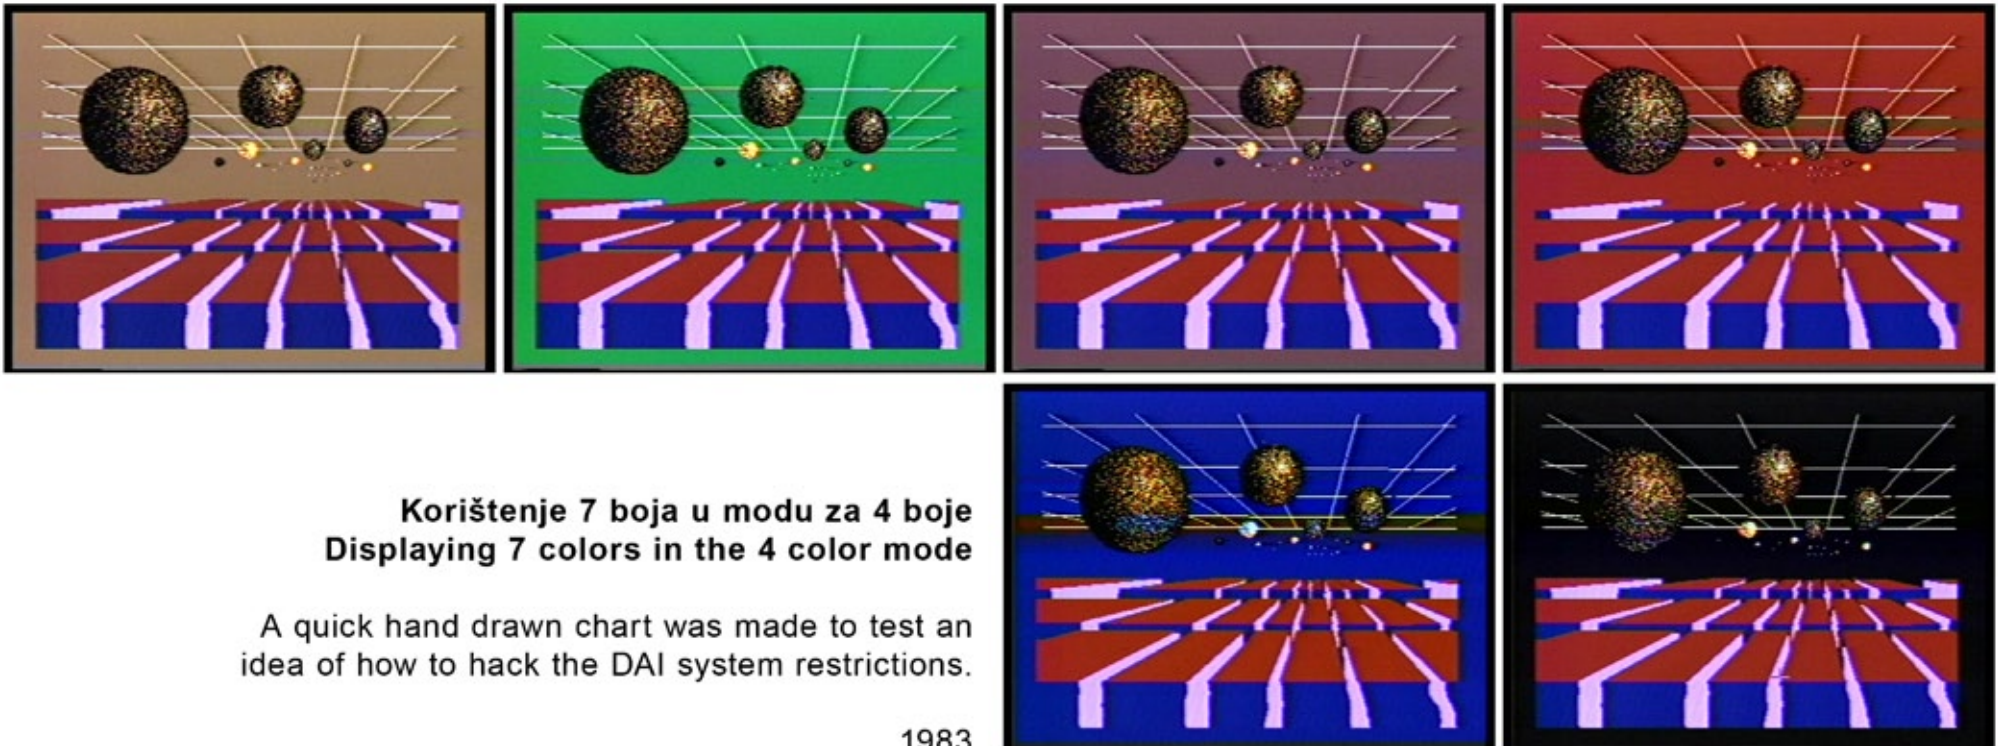 Korištenje 7 boja u modu za 4 boje
Displaying 7 colors in the 4 color mode
A quick hand drawn chart was made to test an
idea of how to hack the DAI system restrictions.
1983